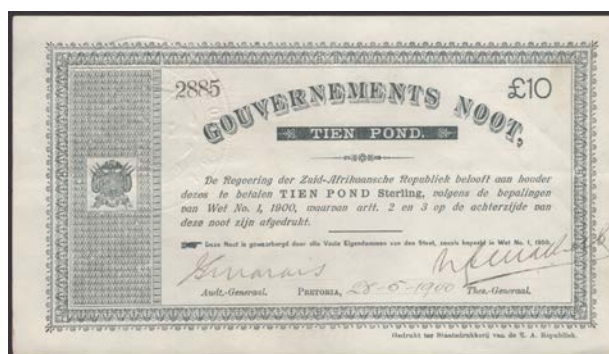 2885 £10
GOUVERNEMENTS NOOT,
TIEN POND.
De Regeering der Zuid-Afrikaansche Republiek belooft aan houder
dezes te betalen TIEN POND Sterling, volgens de bepalingen
van Wet No. 1, 1900, waarvan artt. 2 en 3 op de achterzijde van
deze noot zijn afgedrukt.
Deze Noot is gewaarborgd door alle Vaste Eigendommen van den Staat, zooals bepaald in Wet No. 1, 1900.
Audt.-Generaal. PRETORIA, 28-5-1900 Thes.-Generaal.
Gedrukt ter Staatsdrukkerij van de Z. A. Republiek.